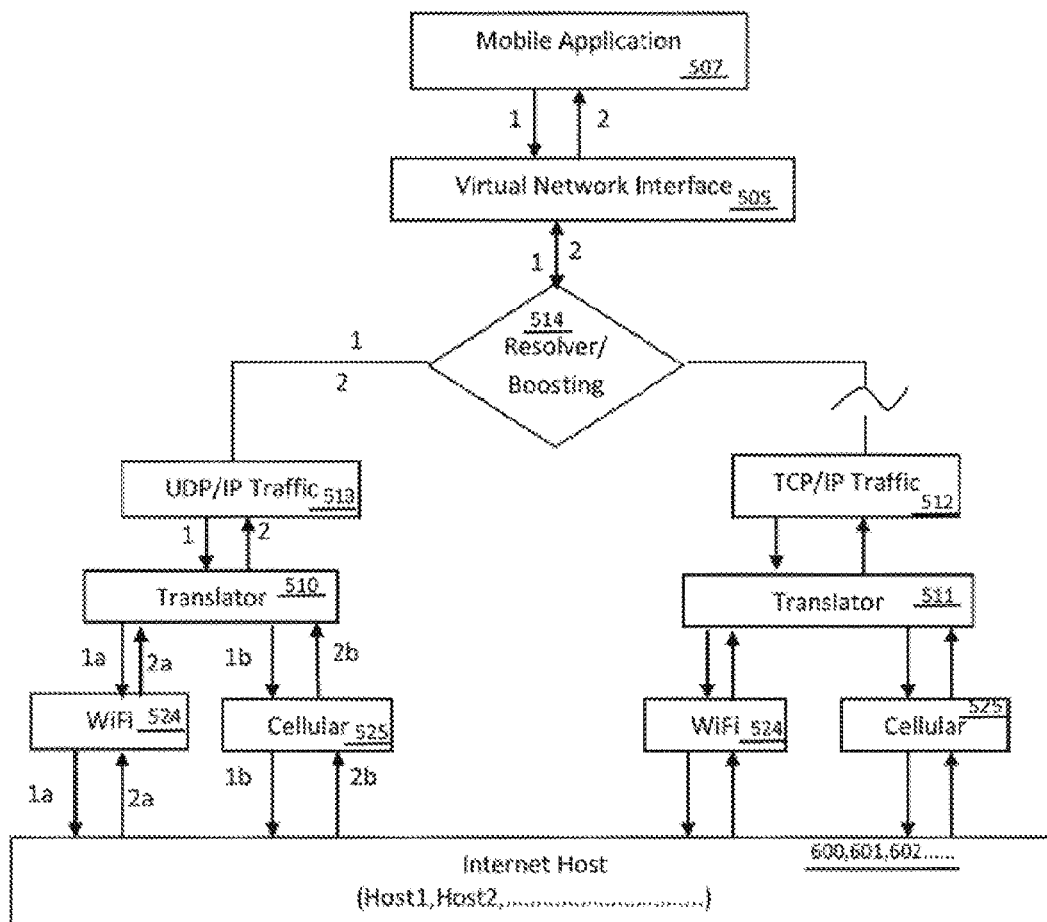 Mobile Application
507
1
2
Virtual Network Interface
505
1
2
514
Resolver/
Boosting
1
2
UDP/IP Traffic
513
TCP/IP Traffic
512
1
2
Translator
510
Translator
511
1a
2a
1b
2b
WiFi
524
Cellular
525
WiFi
524
Cellular
525
1a
2a
1b
2b
Internet Host
600,601,602......
(Host1,Host2,..............................)